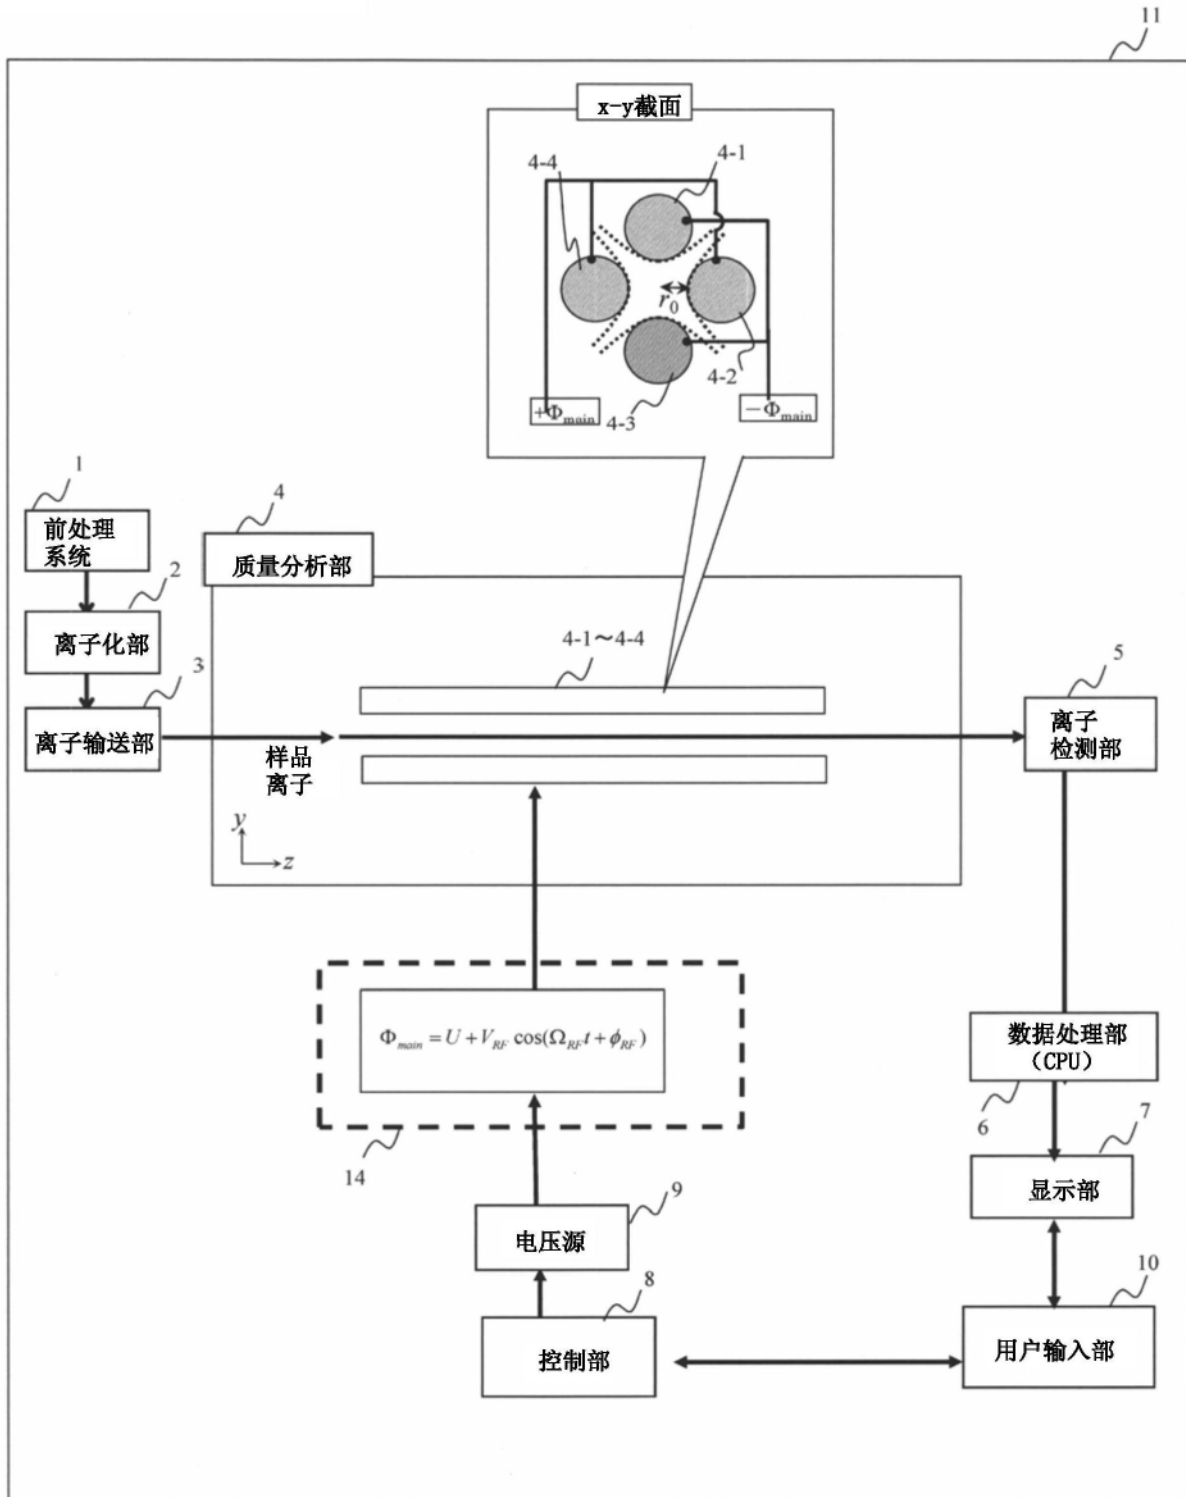 11
x-y截面
4-4
4-1
r₀
4-2
4-3
+Φmain
−Φmain
1
前处理
系统
4
质量分析部
2
离子化部
3
离子输送部
4-1～4-4
5
离子
检测部
样品
离子
y
z
Φmain = U + VRF cos(ΩRFt + ϕRF)
14
数据处理部
（CPU）
6
7
显示部
9
电压源
8
控制部
10
用户输入部